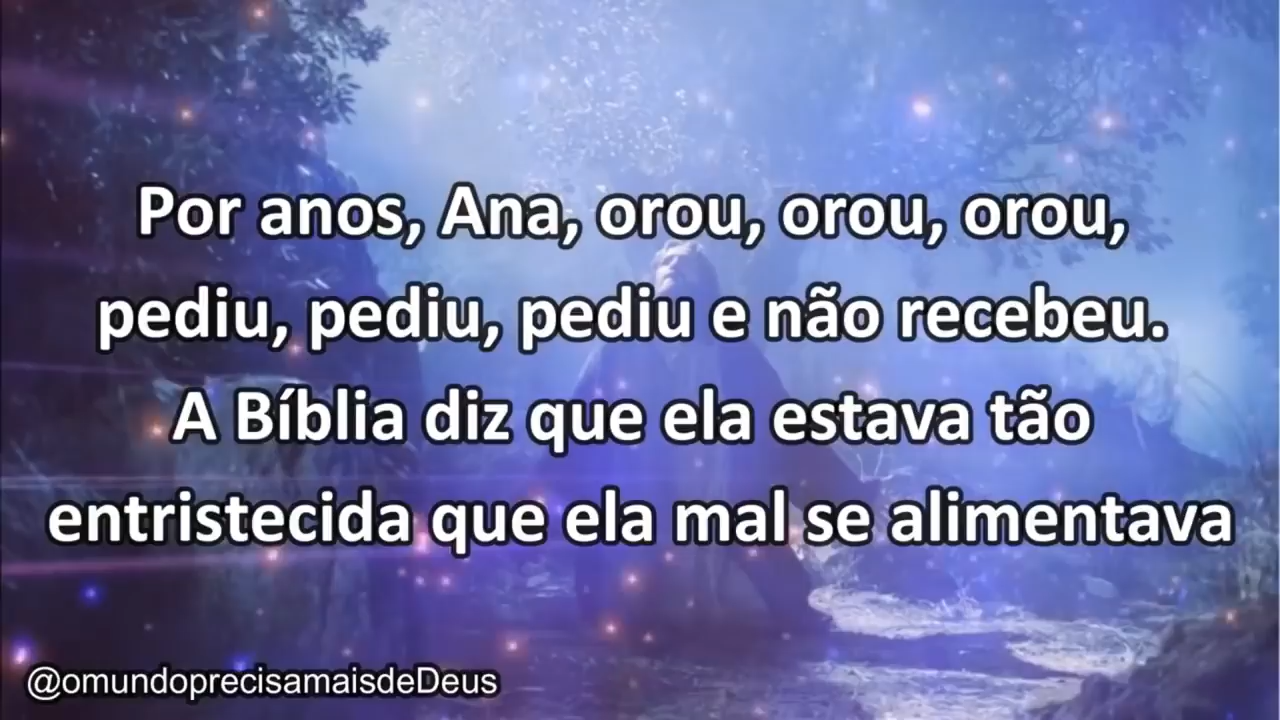 Por anos, Ana, orou, orou, orou,
pediu, pediu, pediu e não recebeu.
A Bíblia diz que ela estava tão
entristecida que ela mal se alimentava
@omundoprecisamaisdeDeus